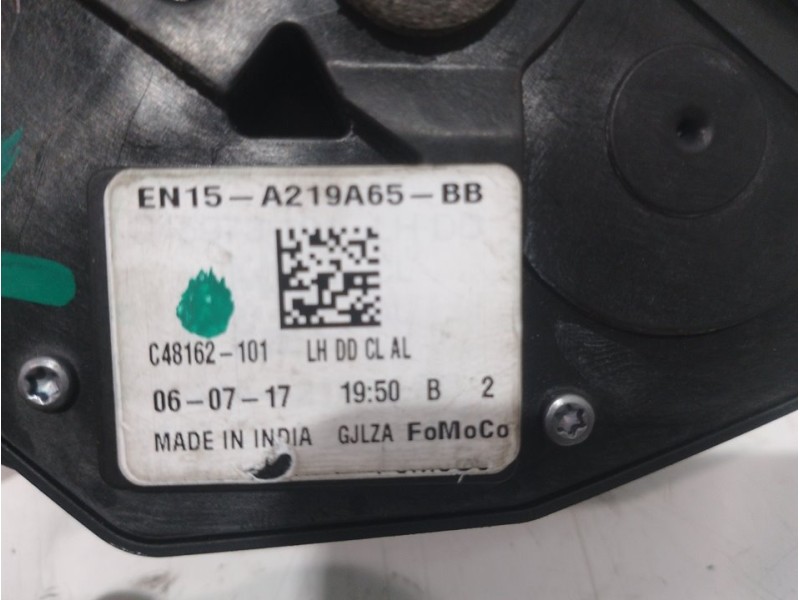 EN15-A219A65-BB
C48162-101 LH DD CL AL
06-07-17 19:50 B 2
MADE IN INDIA GJLZA FoMoCo
FoMoCo